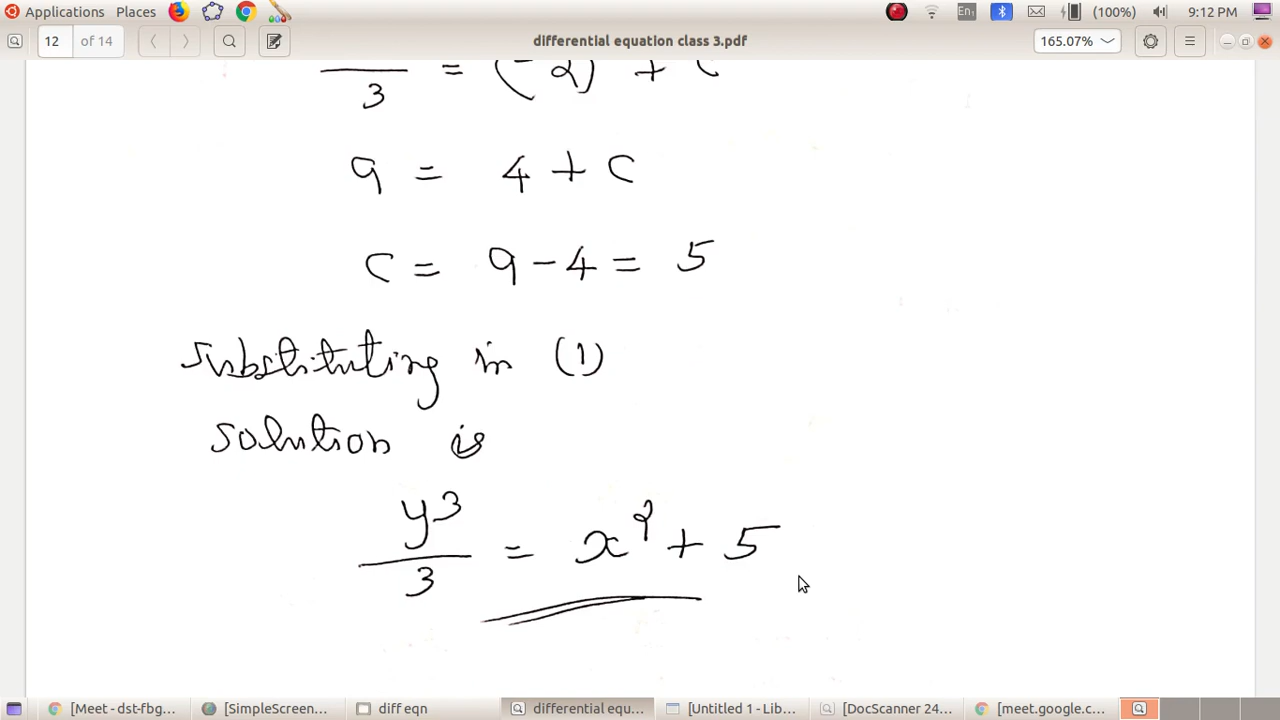 Applications Places En₁ (100%) 9:12 PM
12 of 14 differential equation class 3.pdf 165.07%
3 = (-2) + c
9 = 4 + c
c = 9 - 4 = 5
substituting in (1)
solution is
y³/3 = x² + 5
[Meet - dst-fbg... [SimpleScreen... diff eqn differential equ... [Untitled 1 - Lib... [DocScanner 24... [meet.google.c...